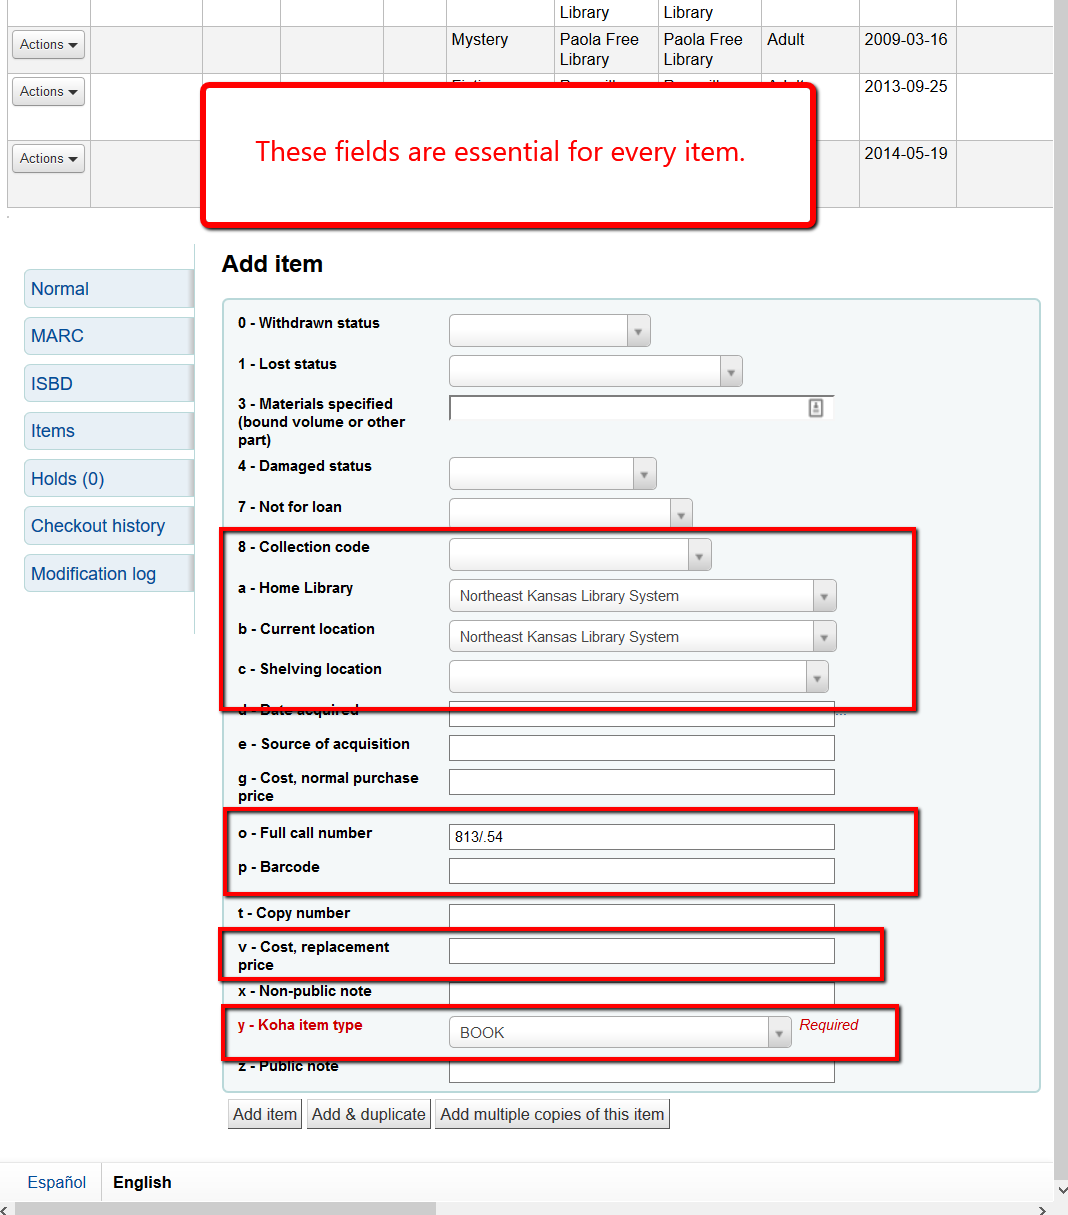 Library Library
Actions Mystery Paola Free Paola Free Adult 2009-03-16
Library Library
Actions 2013-09-25
These fields are essential for every item.
Actions 2014-05-19
Add item
Normal
MARC
ISBD
Items
Holds (0)
Checkout history
Modification log
0 - Withdrawn status
1 - Lost status
3 - Materials specified
(bound volume or other
part)
4 - Damaged status
7 - Not for loan
8 - Collection code
a - Home Library Northeast Kansas Library System
b - Current location Northeast Kansas Library System
c - Shelving location
d - Date acquired ...
e - Source of acquisition
g - Cost, normal purchase
price
o - Full call number 813/.54
p - Barcode
t - Copy number
v - Cost, replacement
price
x - Non-public note
y - Koha item type BOOK Required
z - Public note
Add item Add & duplicate Add multiple copies of this item
Español English